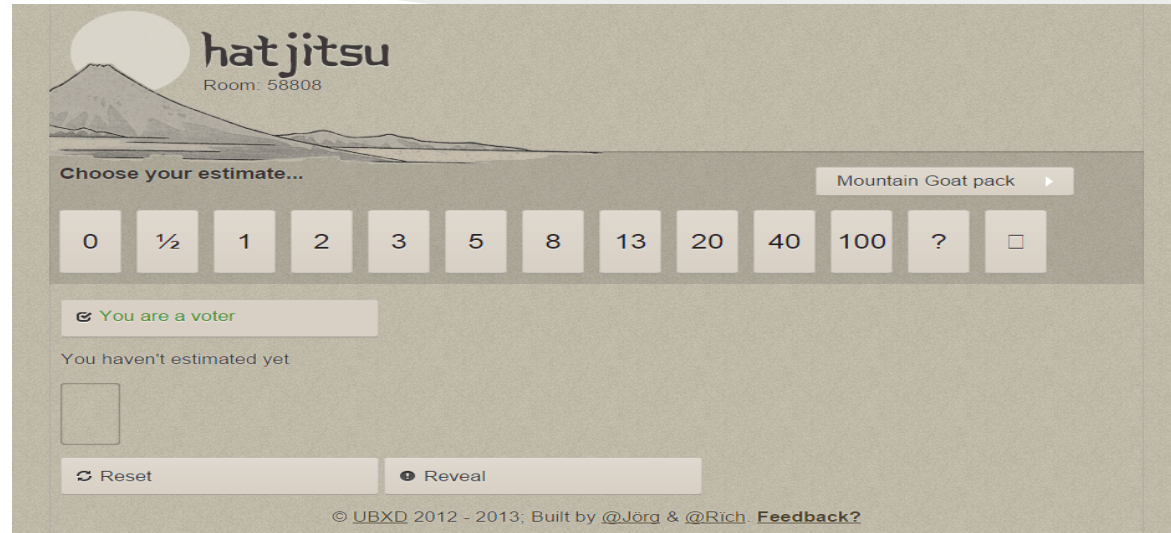 hatjitsu
Room: 58808
Choose your estimate...
Mountain Goat pack
0 ½ 1 2 3 5 8 13 20 40 100 ? □
You are a voter
You haven't estimated yet
Reset Reveal
© UBXD 2012 - 2013; Built by @Jörg & @Rich. Feedback?